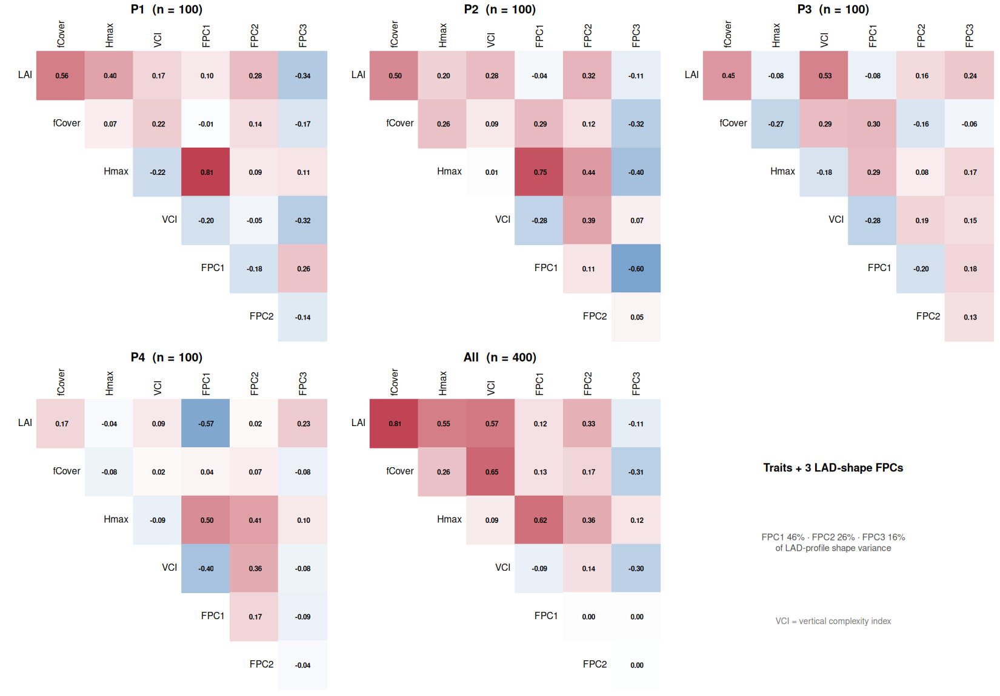 P1 (n = 100)
fCover Hmax VCI FPC1 FPC2 FPC3
LAI 0.56 0.40 0.17 0.10 0.28 -0.34
fCover 0.07 0.22 -0.01 0.14 -0.17
Hmax -0.22 0.81 0.09 0.11
VCI -0.20 -0.05 -0.32
FPC1 -0.18 0.26
FPC2 -0.14
P2 (n = 100)
fCover Hmax VCI FPC1 FPC2 FPC3
LAI 0.50 0.20 0.28 -0.04 0.32 -0.11
fCover 0.26 0.09 0.29 0.12 -0.32
Hmax 0.01 0.75 0.44 -0.40
VCI -0.28 0.39 0.07
FPC1 0.11 -0.60
FPC2 0.05
P3 (n = 100)
fCover Hmax VCI FPC1 FPC2 FPC3
LAI 0.45 -0.08 0.53 -0.08 0.16 0.24
fCover -0.27 0.29 0.30 -0.16 -0.06
Hmax -0.18 0.29 0.08 0.17
VCI -0.28 0.19 0.15
FPC1 -0.20 0.18
FPC2 0.13
P4 (n = 100)
fCover Hmax VCI FPC1 FPC2 FPC3
LAI 0.17 -0.04 0.09 -0.57 0.02 0.23
fCover -0.08 0.02 0.04 0.07 -0.08
Hmax -0.09 0.50 0.41 0.10
VCI -0.40 0.36 -0.08
FPC1 0.17 -0.09
FPC2 -0.04
All (n = 400)
fCover Hmax VCI FPC1 FPC2 FPC3
LAI 0.81 0.55 0.57 0.12 0.33 -0.11
fCover 0.26 0.65 0.13 0.17 -0.31
Hmax 0.09 0.62 0.36 0.12
VCI -0.09 0.14 -0.30
FPC1 0.00 0.00
FPC2 0.00
Traits + 3 LAD-shape FPCs
FPC1 46% · FPC2 26% · FPC3 16%
of LAD-profile shape variance
VCI = vertical complexity index